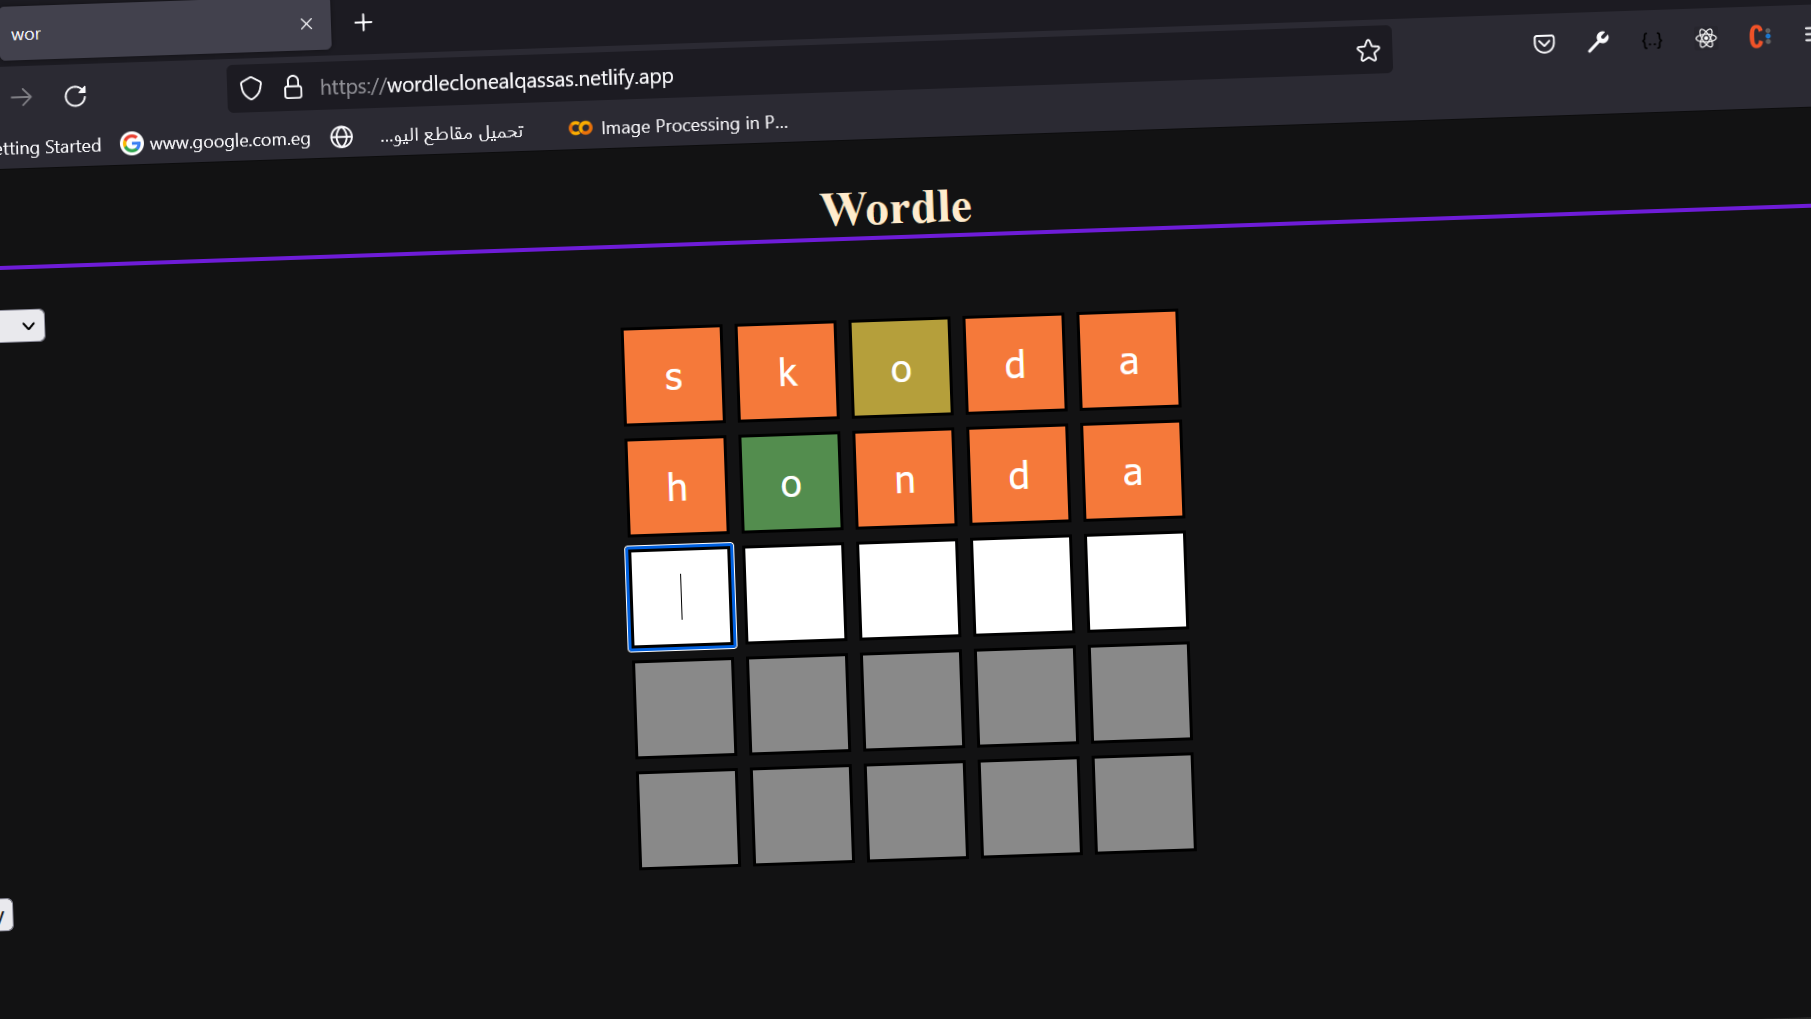 wor
https://wordleclonealqassas.netlify.app
etting Started www.google.com.eg تحميل مقاطع اليو... Image Processing in P...
Wordle
s k o d a
h o n d a